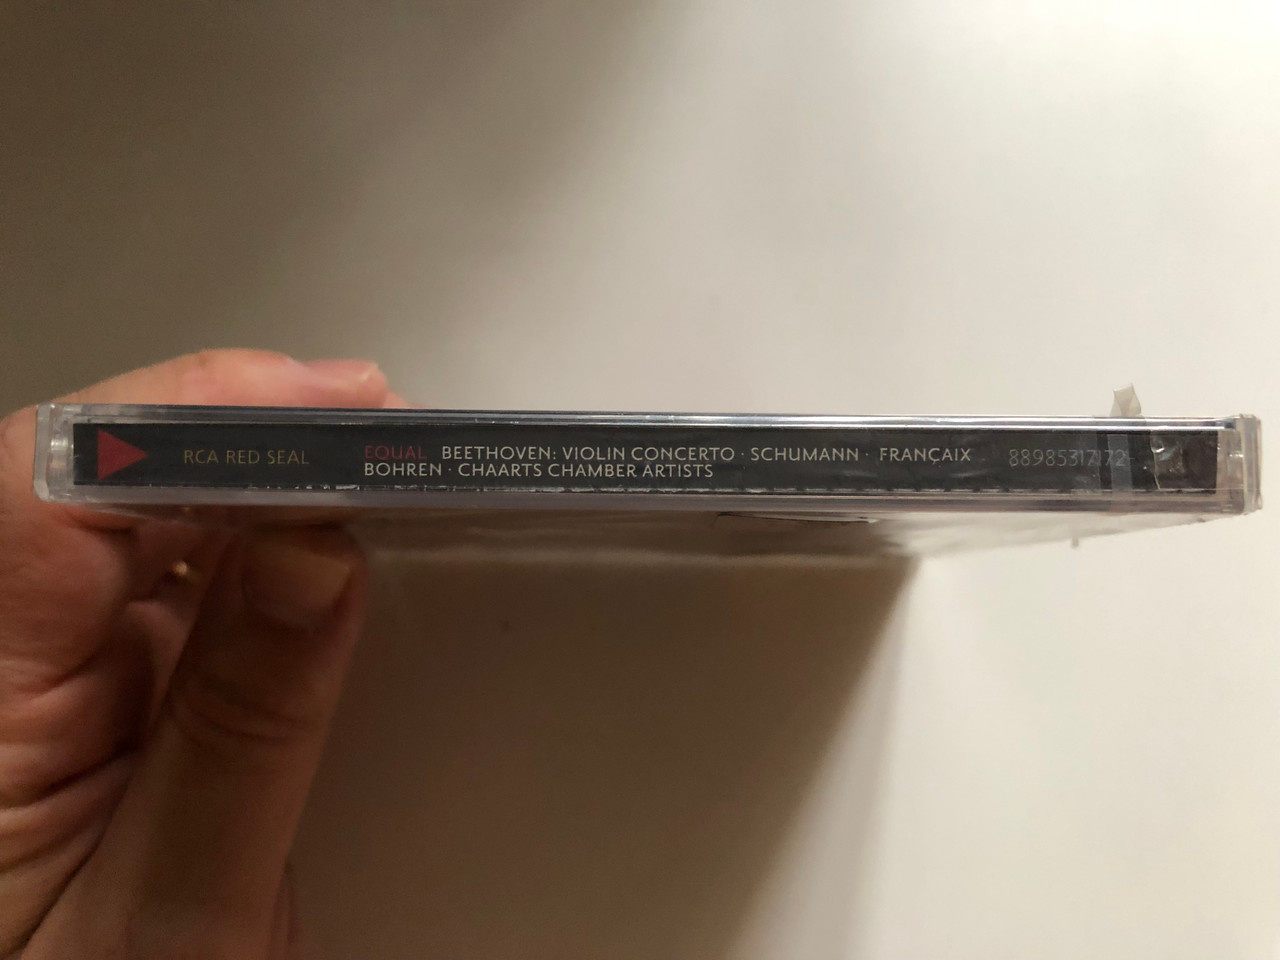 RCA RED SEAL
EQUAL BEETHOVEN: VIOLIN CONCERTO · SCHUMANN · FRANÇAIX
BOHREN · CHAARTS CHAMBER ARTISTS
88985317172